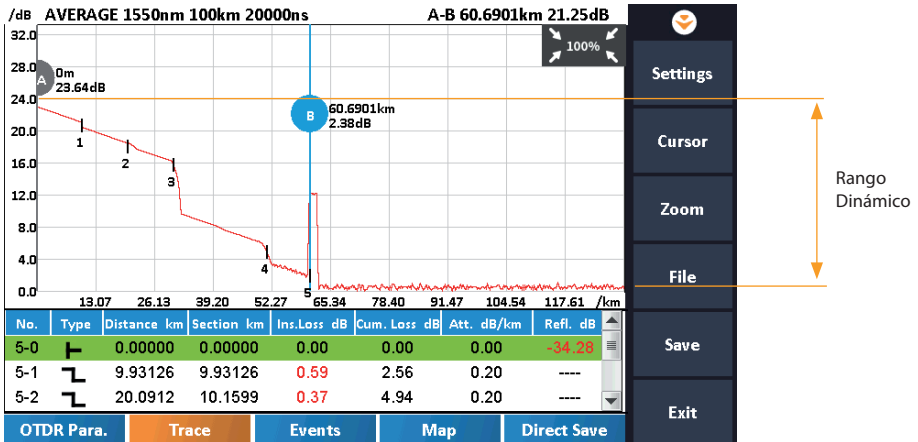 /dB AVERAGE 1550nm 100km 20000ns A-B 60.6901km 21.25dB
32.0
28.0
24.0
20.0
16.0
12.0
8.0
4.0
0.0
A
0m
23.64dB
B
60.6901km
2.38dB
100%
1
2
3
4
5
13.07 26.13 39.20 52.27 65.34 78.40 91.47 104.54 117.61 /km
No. Type Distance km Section km Ins.Loss dB Cum. Loss dB Att. dB/km Refl. dB
5-0 0.00000 0.00000 0.00 0.00 0.00 -34.28
5-1 9.93126 9.93126 0.59 2.56 0.20 ----
5-2 20.0912 10.1599 0.37 4.94 0.20 ----
OTDR Para. Trace Events Map Direct Save
Settings
Cursor
Zoom
File
Save
Exit
Rango
Dinámico